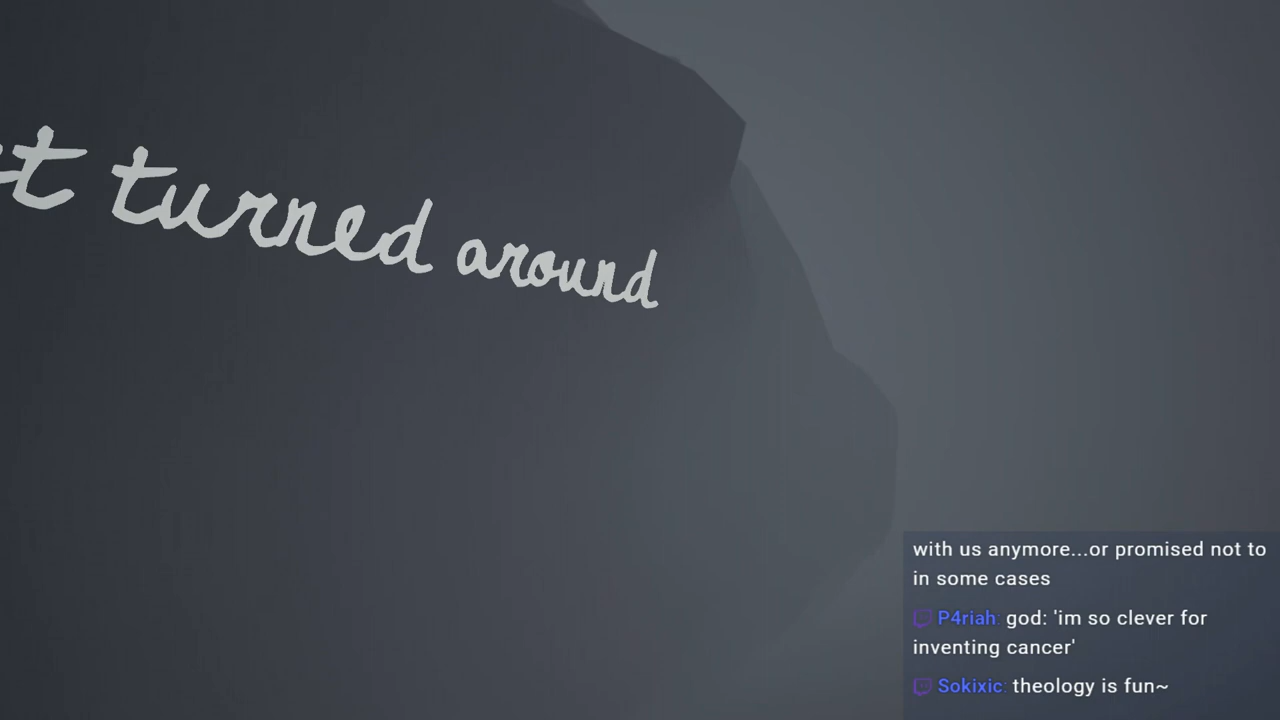 t turned around
with us anymore...or promised not to
in some cases
P4riah: god: 'im so clever for
inventing cancer'
Sokixic: theology is fun~